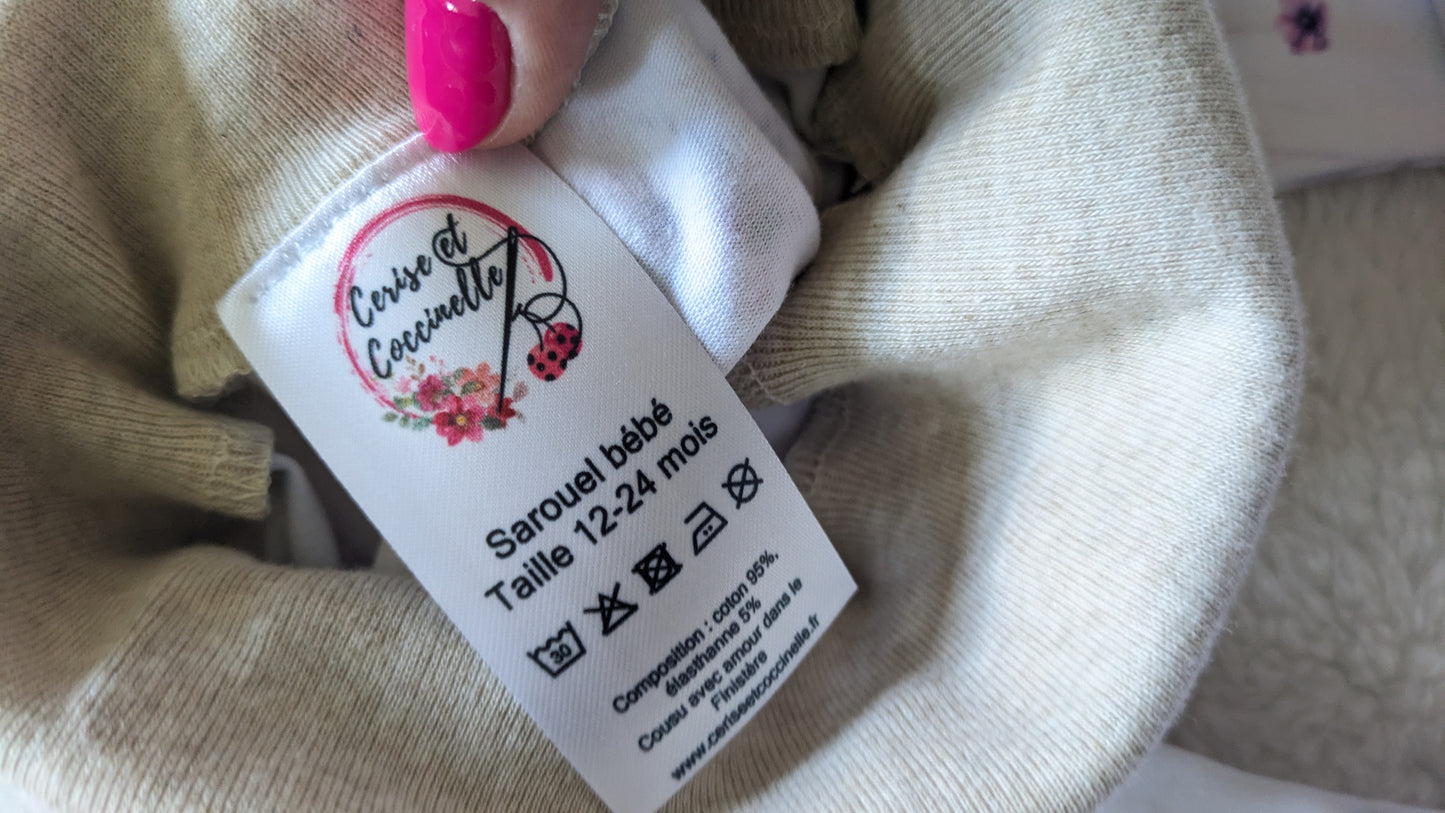 Cerise et
Coccinelle
Sarouel bébé
Taille 12-24 mois
30
Composition : coton 95%,
élasthanne 5%
Cousu avec amour dans le
Finistère
www.ceriseetcoccinelle.fr